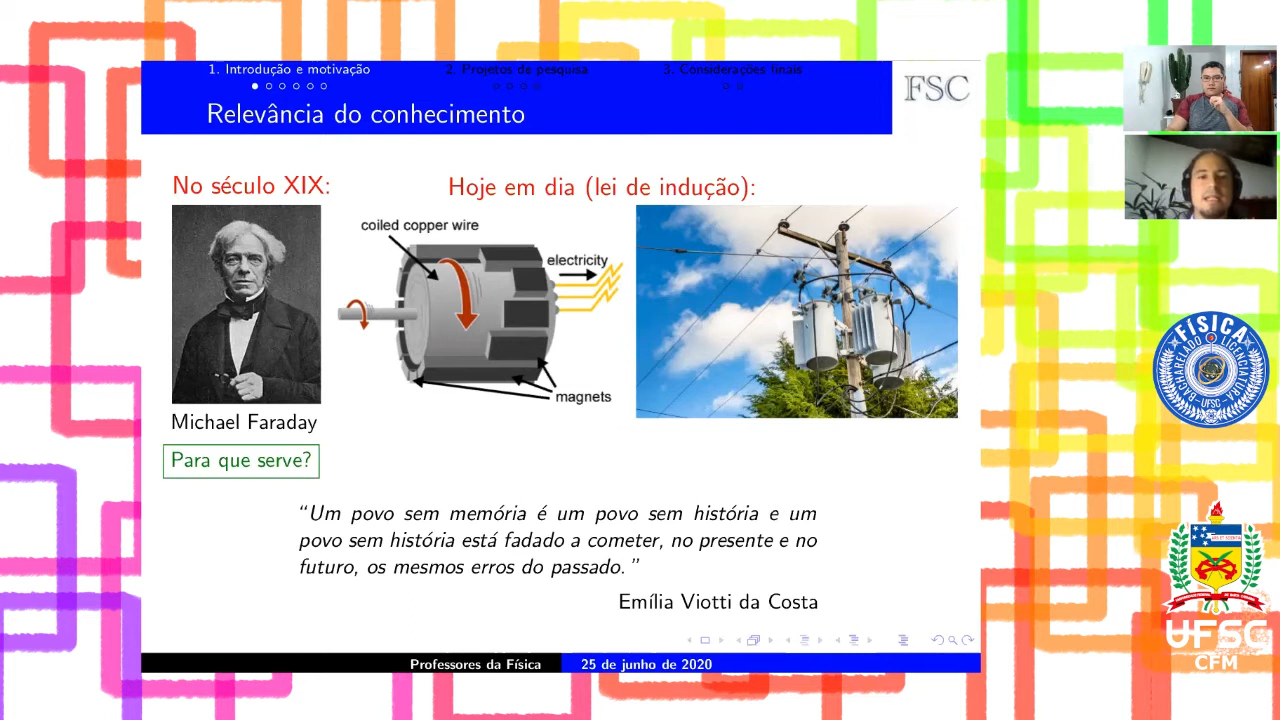 1. Introdução e motivação
2. Projetos de pesquisa
3. Considerações finais
Relevância do conhecimento
FSC
No século XIX:
Hoje em dia (lei de indução):
coiled copper wire
electricity
magnets
Michael Faraday
Para que serve?
“Um povo sem memória é um povo sem história e um
povo sem história está fadado a cometer, no presente e no
futuro, os mesmos erros do passado.”
Emília Viotti da Costa
Professores da Física
25 de junho de 2020
FÍSICA
BACHARELADO
LICENCIATURA
UFSC
UFSC
CFM